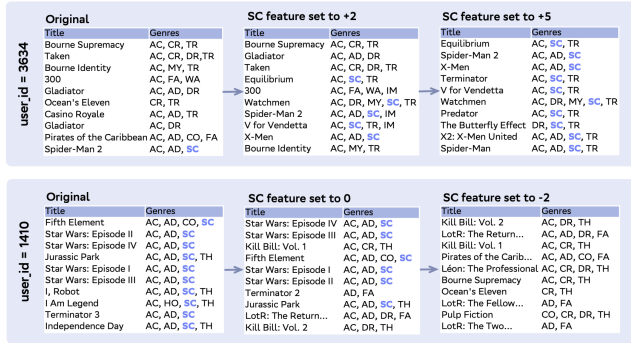 user_id = 3634
Original
Title Genres
Bourne Supremacy AC, CR, TR
Taken AC, CR, DR,TR
Bourne Identity AC, MY, TR
300 AC, FA, WA
Gladiator AC, AD, DR
Ocean's Eleven CR, TR
Casino Royale AC, AD, TR
Gladiator AC, DR
Pirates of the Caribbean AC, AD, CO, FA
Spider-Man 2 AC, AD, SC
SC feature set to +2
Title Genres
Bourne Supremacy AC, CR, TR
Gladiator AC, AD, DR
Taken AC, CR, DR, TR
Equilibrium AC, SC, TR
300 AC, FA, WA, IM
Watchmen AC, DR, MY, SC, TR
Spider-Man 2 AC, AD, SC, IM
V for Vendetta AC, SC, TR, IM
X-Men AC, AD, SC
Bourne Identity AC, MY, TR
SC feature set to +5
Title Genres
Equilibrium AC, SC, TR
Spider-Man 2 AC, AD, SC
X-Men AC, AD, SC
Terminator AC, SC, TR
V for Vendetta AC, SC, TR
Watchmen AC, DR, MY, SC, TR
Predator AC, SC, TR
The Butterfly Effect DR, SC, TR
X2: X-Men United AC, AD, SC, TR
Spider-Man AC, AD, SC, TR
user_id = 1410
Original
Title Genres
Fifth Element AC, AD, CO, SC
Star Wars: Episode II AC, AD, SC
Star Wars: Episode IV AC, AD, SC
Jurassic Park AC, AD, SC, TH
Star Wars: Episode I AC, AD, SC
Star Wars: Episode III AC, AD, SC
I, Robot AC, AD, SC, TH
I Am Legend AC, HO, SC, TH
Terminator 3 AC, AD, SC
Independence Day AC, AD, SC, TH
SC feature set to 0
Title Genres
Star Wars: Episode IV AC, AD, SC
Star Wars: Episode III AC, AD, SC
Kill Bill: Vol. 1 AC, CR, TH
Fifth Element AC, AD, CO, SC
Star Wars: Episode I AC, AD, SC
Star Wars: Episode II AC, AD, SC
Terminator 2 AD, FA
Jurassic Park AC, AD, SC, TH
LotR: The Return... AC, AD, DR, FA
Kill Bill: Vol. 2 AC, DR, TH
SC feature set to -2
Title Genres
Kill Bill: Vol. 2 AC, DR, TH
LotR: The Return... AC, AD, DR, FA
Kill Bill: Vol. 1 AC, CR, TH
Pirates of the Carib... AC, AD, CO, FA
Léon: The Professional AC, CR, DR, TH
Bourne Supremacy AC, CR, TH
Ocean's Eleven CR, TH
LotR: The Fellow... AD, FA
Pulp Fiction CO, CR, DR, TH
LotR: The Two... AD, FA